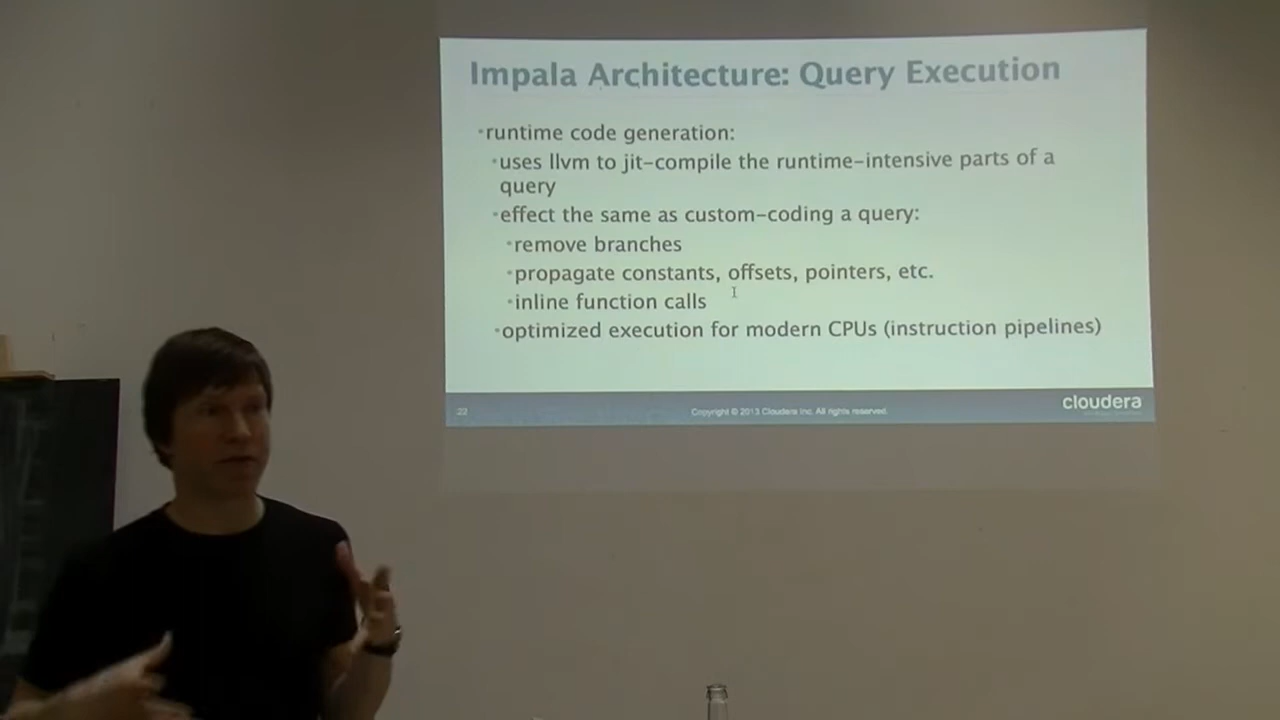 Impala Architecture: Query Execution
•runtime code generation:
•uses llvm to jit-compile the runtime-intensive parts of a
query
•effect the same as custom-coding a query:
•remove branches
•propagate constants, offsets, pointers, etc.
•inline function calls
•optimized execution for modern CPUs (instruction pipelines)
22
Copyright © 2013 Cloudera Inc. All rights reserved.
cloudera